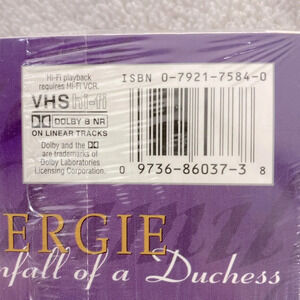 Hi-Fi playback
requires Hi-Fi VCR.
VHS hi-fi
DOLBY B NR
ON LINEAR TRACKS
Dolby and the
are trademarks of
Dolby Laboratories
Licensing Corporation.
ISBN 0-7921-7584-0
0 09736-86037-3 8
ERGIE
nfall of a Duchess